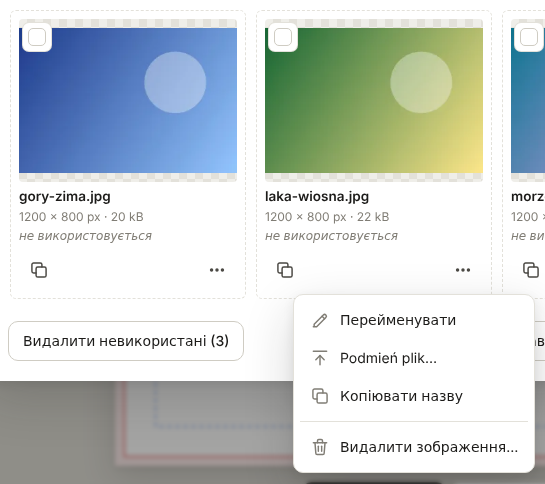 gory-zima.jpg
1200 × 800 px · 20 kB
не використовується
laka-wiosna.jpg
1200 × 800 px · 22 kB
не використовується
Видалити невикористані (3)
Перейменувати
Podmień plik...
Копіювати назву
Видалити зображення...